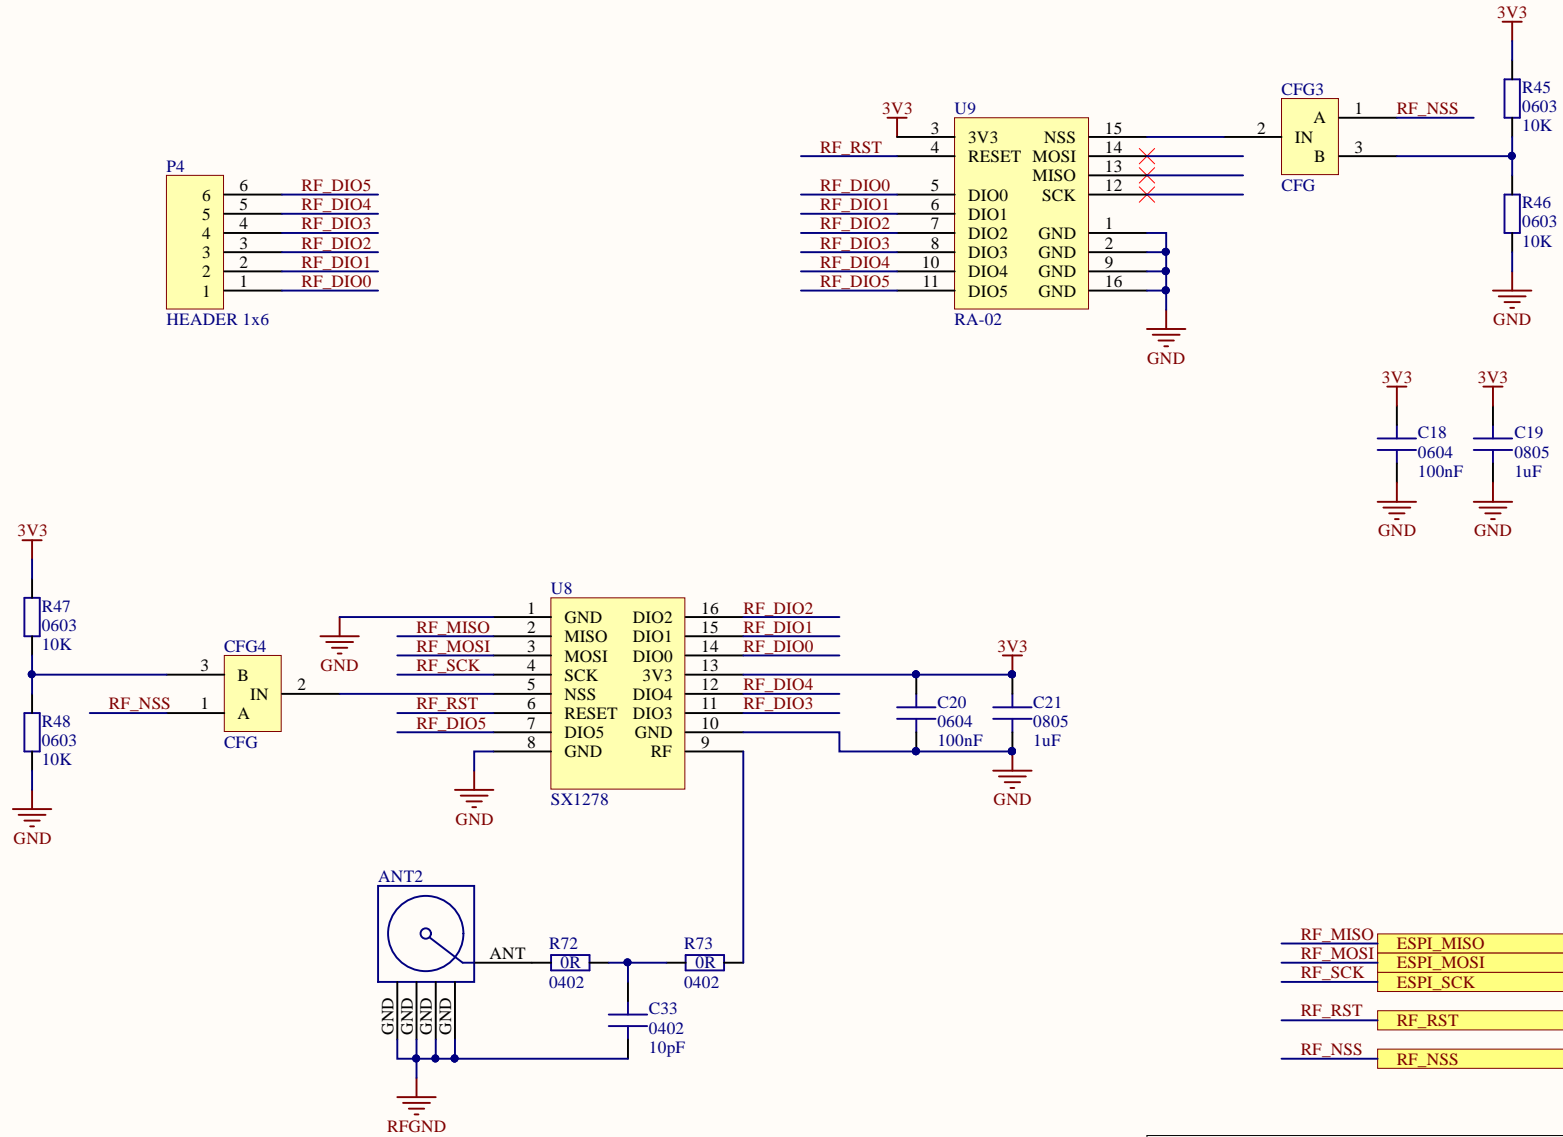 P4
6 6 RF_DIO5
5 5 RF_DIO4
4 4 RF_DIO3
3 3 RF_DIO2
2 2 RF_DIO1
1 1 RF_DIO0
HEADER 1x6
3V3
U9
3 3V3 NSS 15
RF_RST 4 RESET MOSI 14
MISO 13
RF_DIO0 5 DIO0 SCK 12
RF_DIO1 6 DIO1
RF_DIO2 7 DIO2 GND 1
RF_DIO3 8 DIO3 GND 2
RF_DIO4 10 DIO4 GND 9
RF_DIO5 11 DIO5 GND 16
RA-02
GND
CFG3
2 IN A 1 RF_NSS
B 3
CFG
3V3
R45
0603
10K
R46
0603
10K
GND
3V3
C18
0604
100nF
GND
3V3
C19
0805
1uF
GND
3V3
R47
0603
10K
R48
0603
10K
GND
CFG4
3 B
IN 2
RF_NSS 1 A
CFG
U8
GND 1 GND DIO2 16 RF_DIO2
RF_MISO 2 MISO DIO1 15 RF_DIO1
RF_MOSI 3 MOSI DIO0 14 RF_DIO0
RF_SCK 4 SCK 3V3 13
5 NSS DIO4 12 RF_DIO4
RF_RST 6 RESET DIO3 11 RF_DIO3
RF_DIO5 7 DIO5 GND 10
8 GND RF 9
SX1278
GND
3V3
C20
0604
100nF
C21
0805
1uF
GND
ANT2
ANT
GND GND GND GND
RFGND
R72
0R
0402
R73
0R
0402
C33
0402
10pF
RF_MISO ESPI_MISO
RF_MOSI ESPI_MOSI
RF_SCK ESPI_SCK
RF_RST RF_RST
RF_NSS RF_NSS